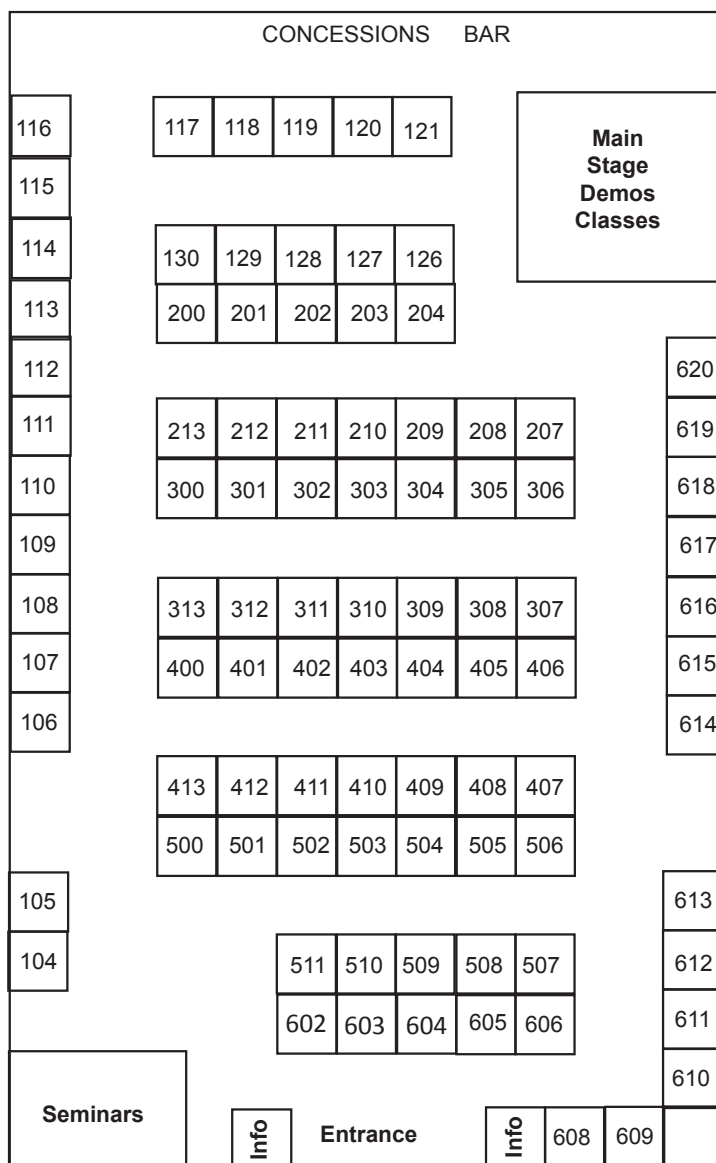 CONCESSIONS BAR
116 117 118 119 120 121
Main
Stage
Demos
Classes
115
114 130 129 128 127 126
113 200 201 202 203 204
112 620
111 213 212 211 210 209 208 207 619
110 300 301 302 303 304 305 306 618
109 617
108 313 312 311 310 309 308 307 616
107 400 401 402 403 404 405 406 615
106 614
413 412 411 410 409 408 407
500 501 502 503 504 505 506
105 613
104 511 510 509 508 507 612
602 603 604 605 606 611
610
Seminars Info Entrance Info 608 609